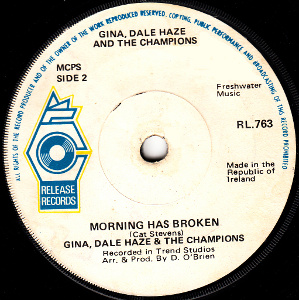 ALL RIGHTS OF THE RECORD PRODUCER AND OF THE OWNER OF THE WORK REPRODUCED RESERVED, COPYING, PUBLIC PERFORMANCE AND BROADCASTING OF THIS RECORD PROHIBITED
GINA, DALE HAZE
AND THE CHAMPIONS
MCPS
SIDE 2
Freshwater
Music
RL.763
RELEASE
RECORDS
Made in the
Republic of
Ireland
MORNING HAS BROKEN
(Cat Stevens)
GINA, DALE HAZE & THE CHAMPIONS
Recorded in Trend Studios
Arr. & Prod. By D. O'Brien